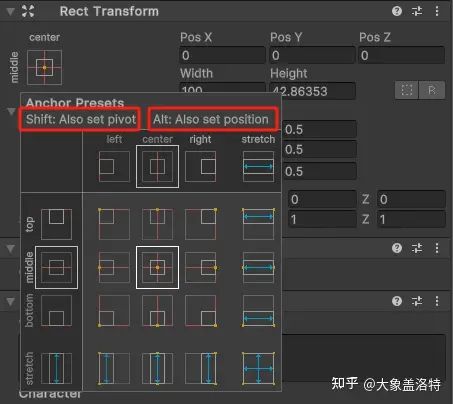 Rect Transform
center
Pos X Pos Y Pos Z
0 0 0
middle
Width Height
100 42.86353
R
Anchor Presets
Shift: Also set pivot Alt: Also set position
0.5
left center right stretch
0.5
0.5
0 Z 0
top
1 Z 1
middle
bottom
stretch
知乎 @大象盖洛特
Character